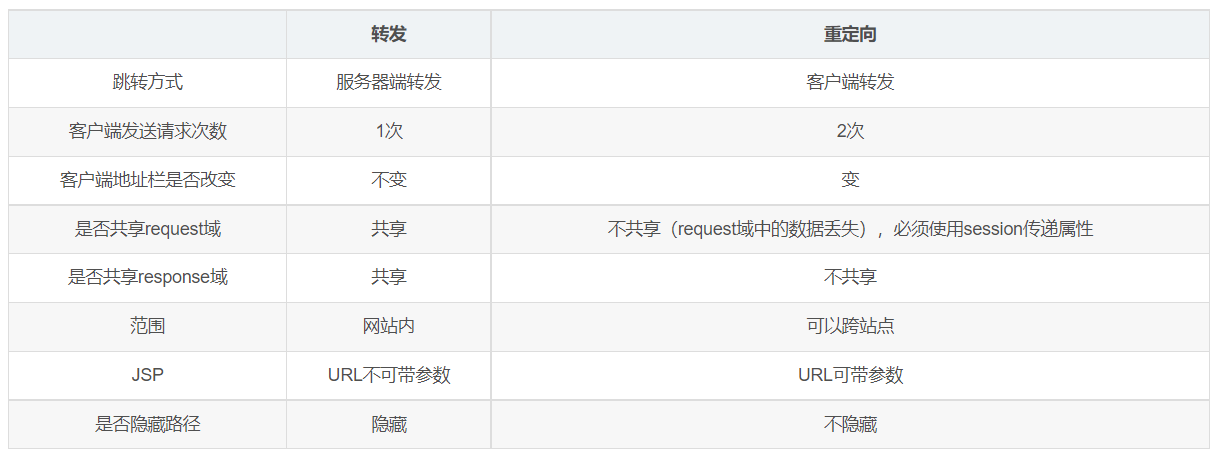 转发 重定向
跳转方式 服务器端转发 客户端转发
客户端发送请求次数 1次 2次
客户端地址栏是否改变 不变 变
是否共享request域 共享 不共享（request域中的数据丢失），必须使用session传递属性
是否共享response域 共享 不共享
范围 网站内 可以跨站点
JSP URL不可带参数 URL可带参数
是否隐藏路径 隐藏 不隐藏